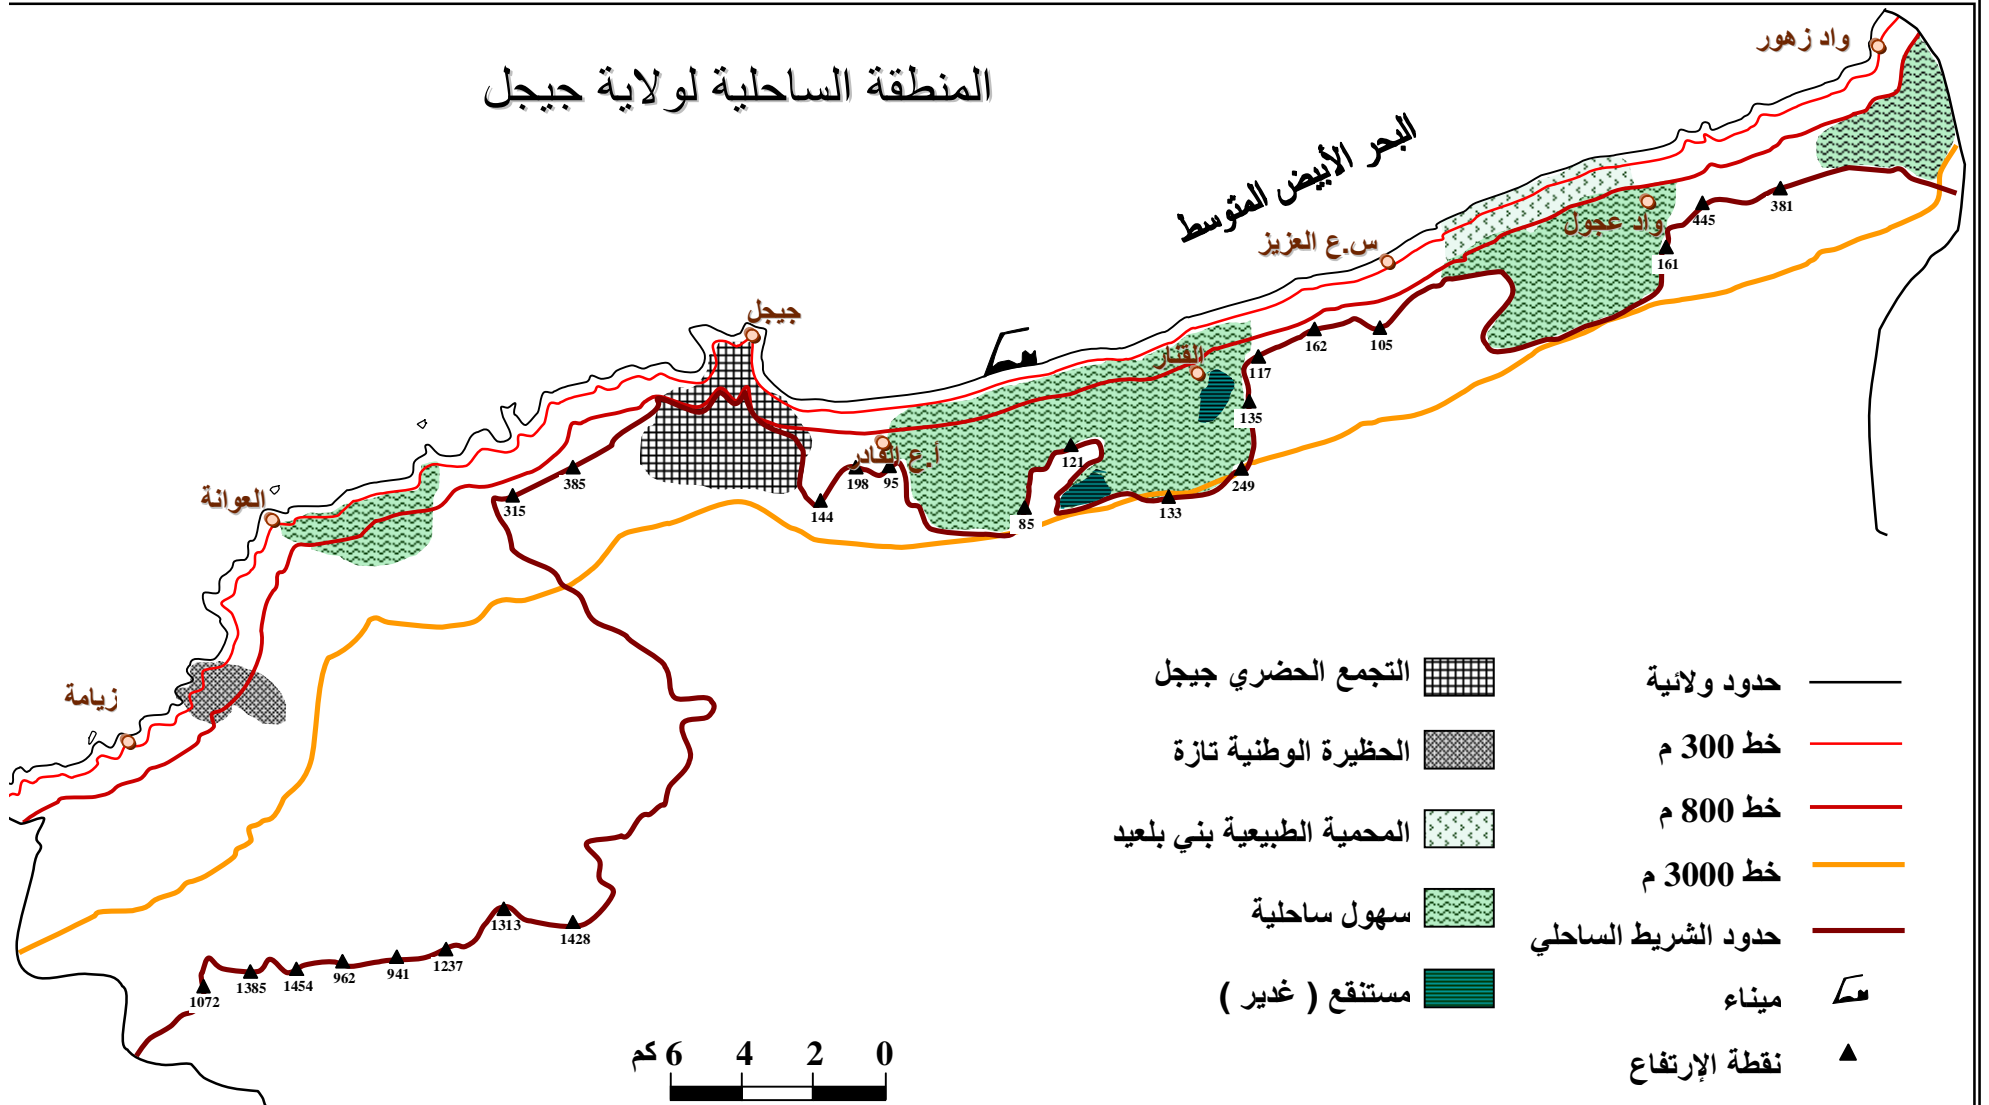 المنطقة الساحلية لولاية جيجل
واد زهور
البحر الأبيض المتوسط
واد عجول
س.ع العزيز
القنار
جيجل
ا.ع القادر
العوانة
زيامة
381
445
161
105
162
117
135
249
133
121
85
95
198
144
385
315
1428
1313
1237
941
962
1454
1385
1072
حدود ولائية
خط 300 م
خط 800 م
خط 3000 م
حدود الشريط الساحلي
ميناء
نقطة الإرتفاع
التجمع الحضري جيجل
الحظيرة الوطنية تازة
المحمية الطبيعية بني بلعيد
سهول ساحلية
مستنقع ( غدير )
0 2 4 6 كم